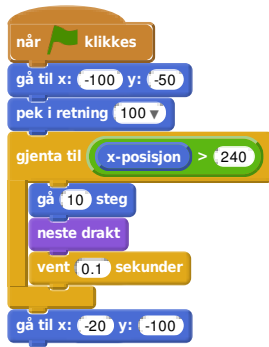 når klikkes
gå til x: -100 y: -50
pek i retning 100▼
gjenta til x-posisjon > 240
gå 10 steg
neste drakt
vent 0.1 sekunder
gå til x: -20 y: -100